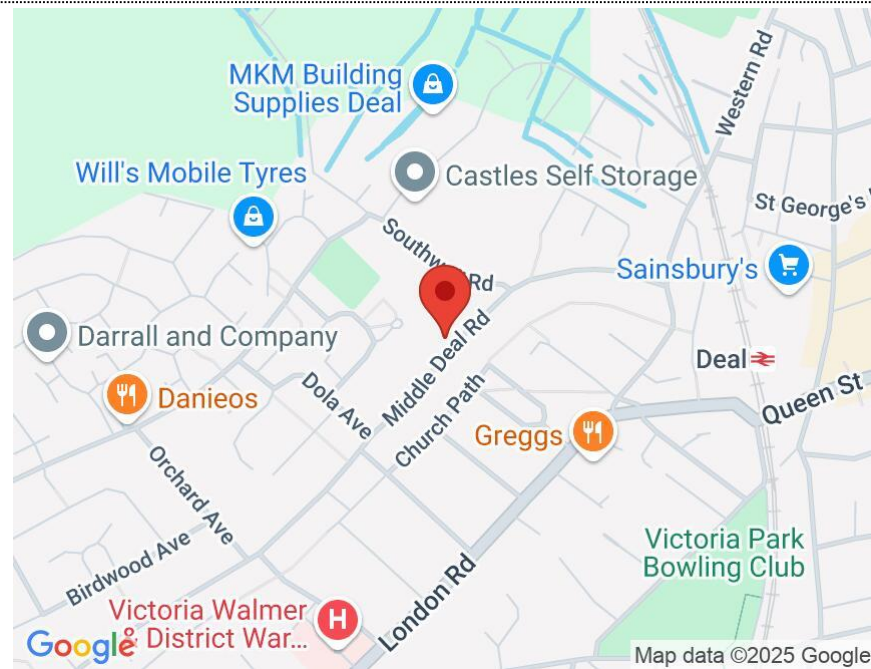 MKM Building
Supplies Deal
Western Rd
Will's Mobile Tyres
Castles Self Storage
St George's
Southw Rd
Sainsbury's
Darrall and Company
Middle Deal Rd
Deal
Danieos
Dola Ave
Church Path
Queen St
Greggs
Orchard Ave
Birdwood Ave
Victoria Park
Bowling Club
London Rd
Victoria Walmer
& District War...
H
Google
Map data ©2025 Google